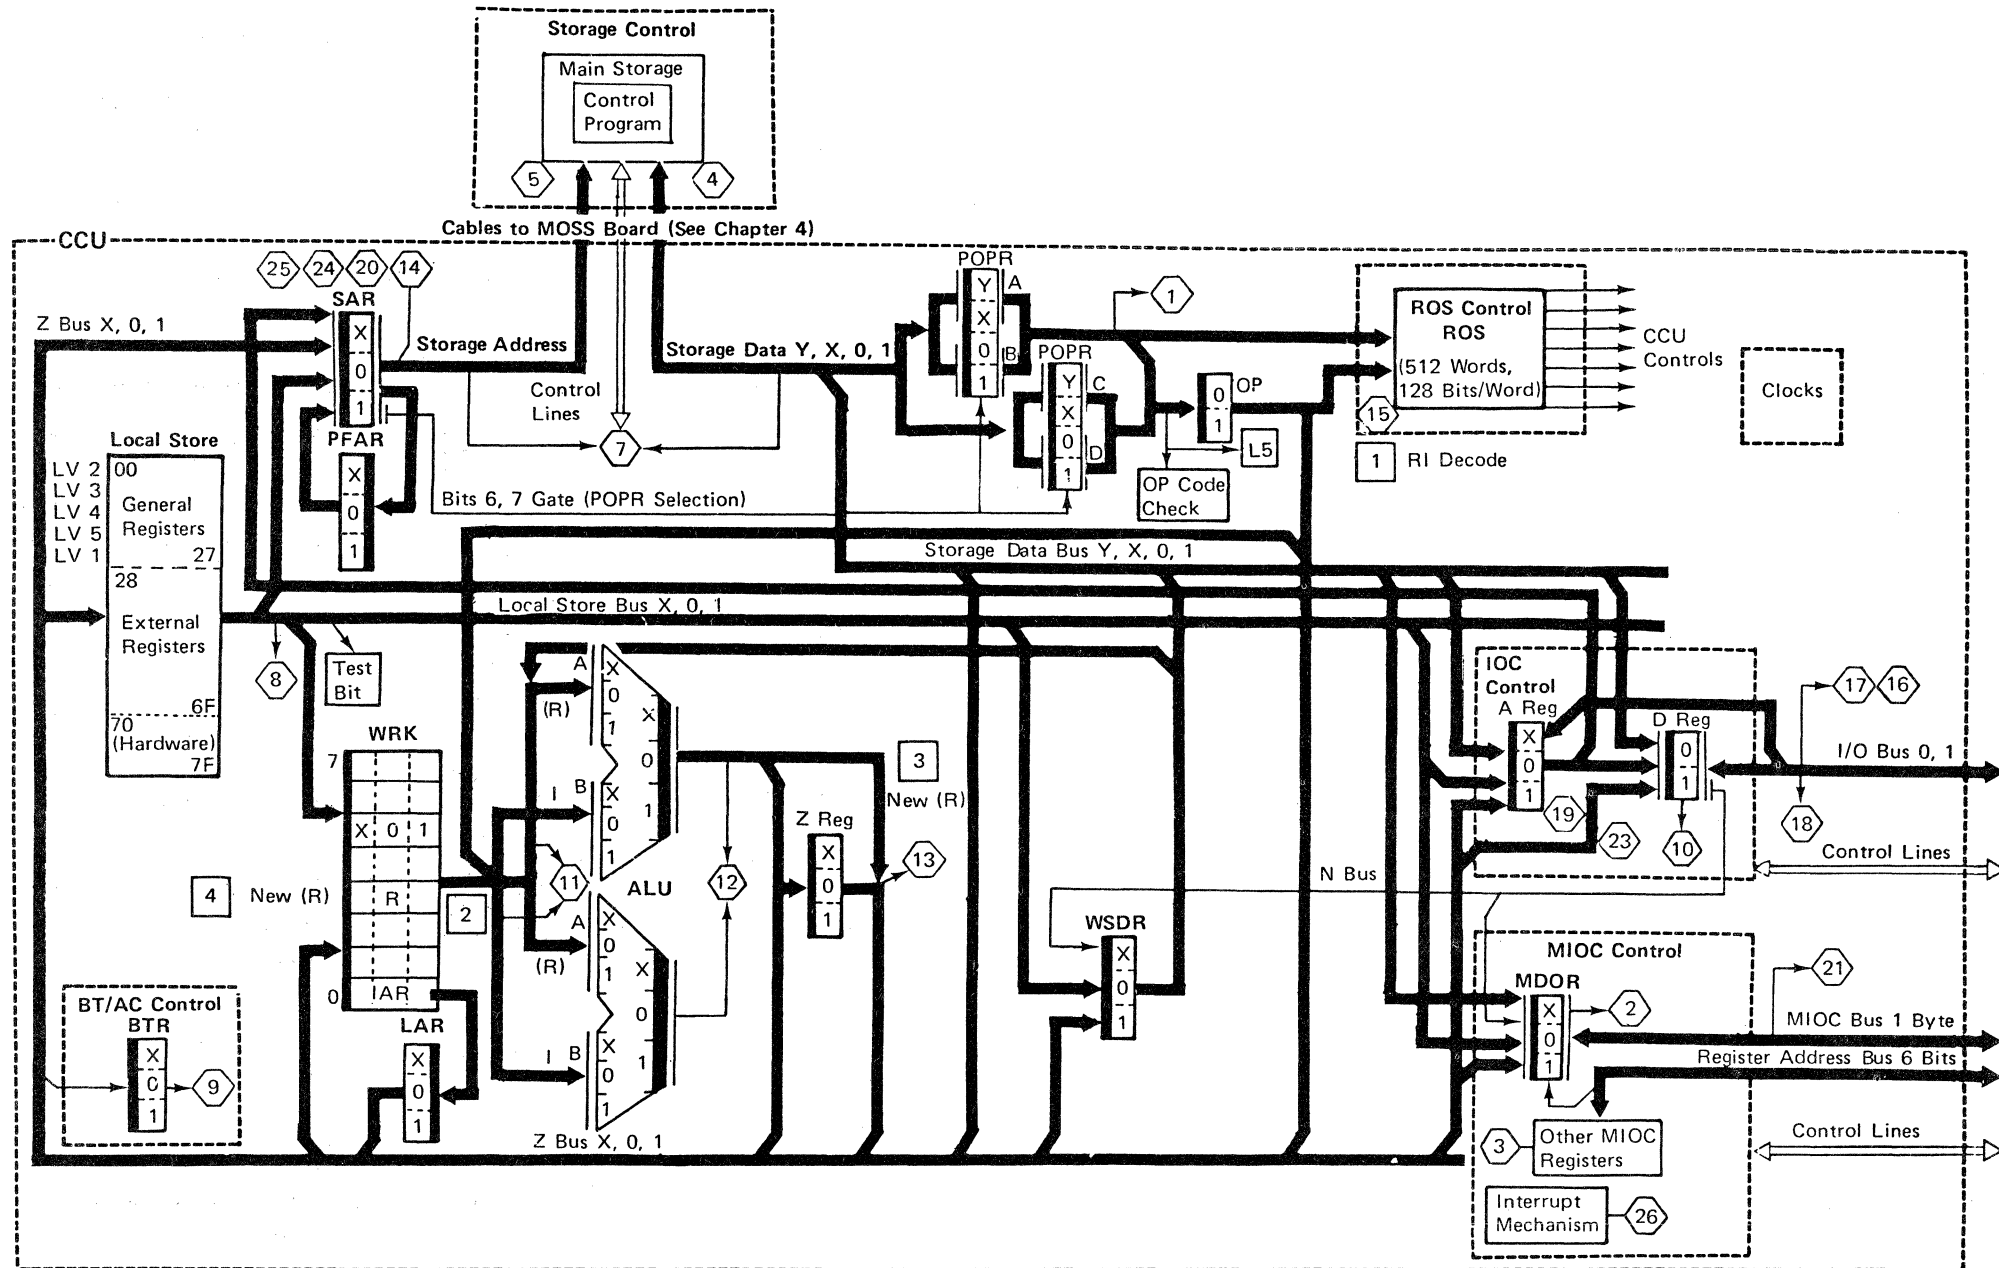 Storage Control
Main Storage
Control
Program
5
4
Cables to MOSS Board (See Chapter 4)
CCU
25
24
20
14
SAR
X
0
1
Z Bus X, 0, 1
Storage Address
Control
Lines
7
Storage Data Y, X, 0, 1
POPR
Y
X
0
1
A
B
1
POPR
Y
X
0
1
C
D
OP
0
1
L5
OP Code
Check
ROS Control
ROS
(512 Words,
128 Bits/Word)
15
CCU
Controls
Clocks
1
RI Decode
PFAR
X
0
1
Bits 6, 7 Gate (POPR Selection)
Local Store
LV 2
LV 3
LV 4
LV 5
LV 1
00
General
Registers
27
28
External
Registers
6F
70
(Hardware)
7F
Storage Data Bus Y, X, 0, 1
Local Store Bus X, 0, 1
8
Test
Bit
WRK
7
X 0 1
R
IAR
0
4
New (R)
2
LAR
X
0
1
A
(R)
I
B
X
0
1
X
0
1
X
0
1
ALU
11
12
A
(R)
I
B
X
0
1
X
0
1
X
0
1
3
New (R)
Z Reg
X
0
1
13
WSDR
X
0
1
N Bus
IOC
Control
A Reg
X
0
1
19
23
D Reg
0
1
10
17
16
I/O Bus 0, 1
18
Control Lines
MIOC Control
MDOR
X
0
1
2
21
MIOC Bus 1 Byte
Register Address Bus 6 Bits
3
Other MIOC
Registers
Control Lines
Interrupt
Mechanism
26
BT/AC Control
BTR
X
0
1
9
Z Bus X, 0, 1